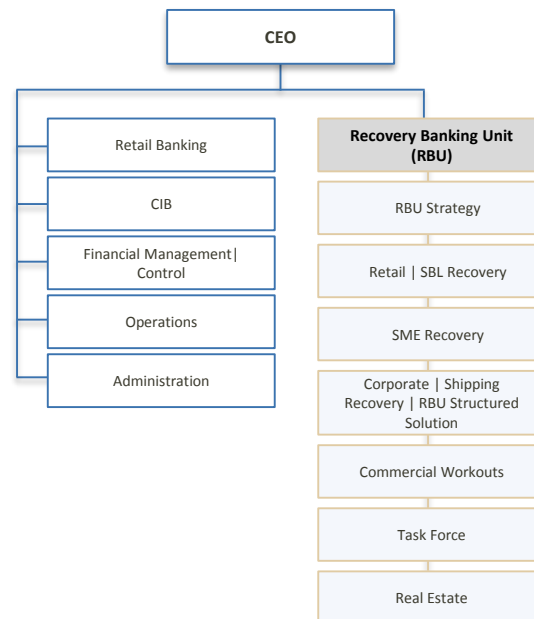 CEO
Retail Banking
CIB
Financial Management|
Control
Operations
Administration
Recovery Banking Unit
(RBU)
RBU Strategy
Retail | SBL Recovery
SME Recovery
Corporate | Shipping
Recovery | RBU Structured
Solution
Commercial Workouts
Task Force
Real Estate